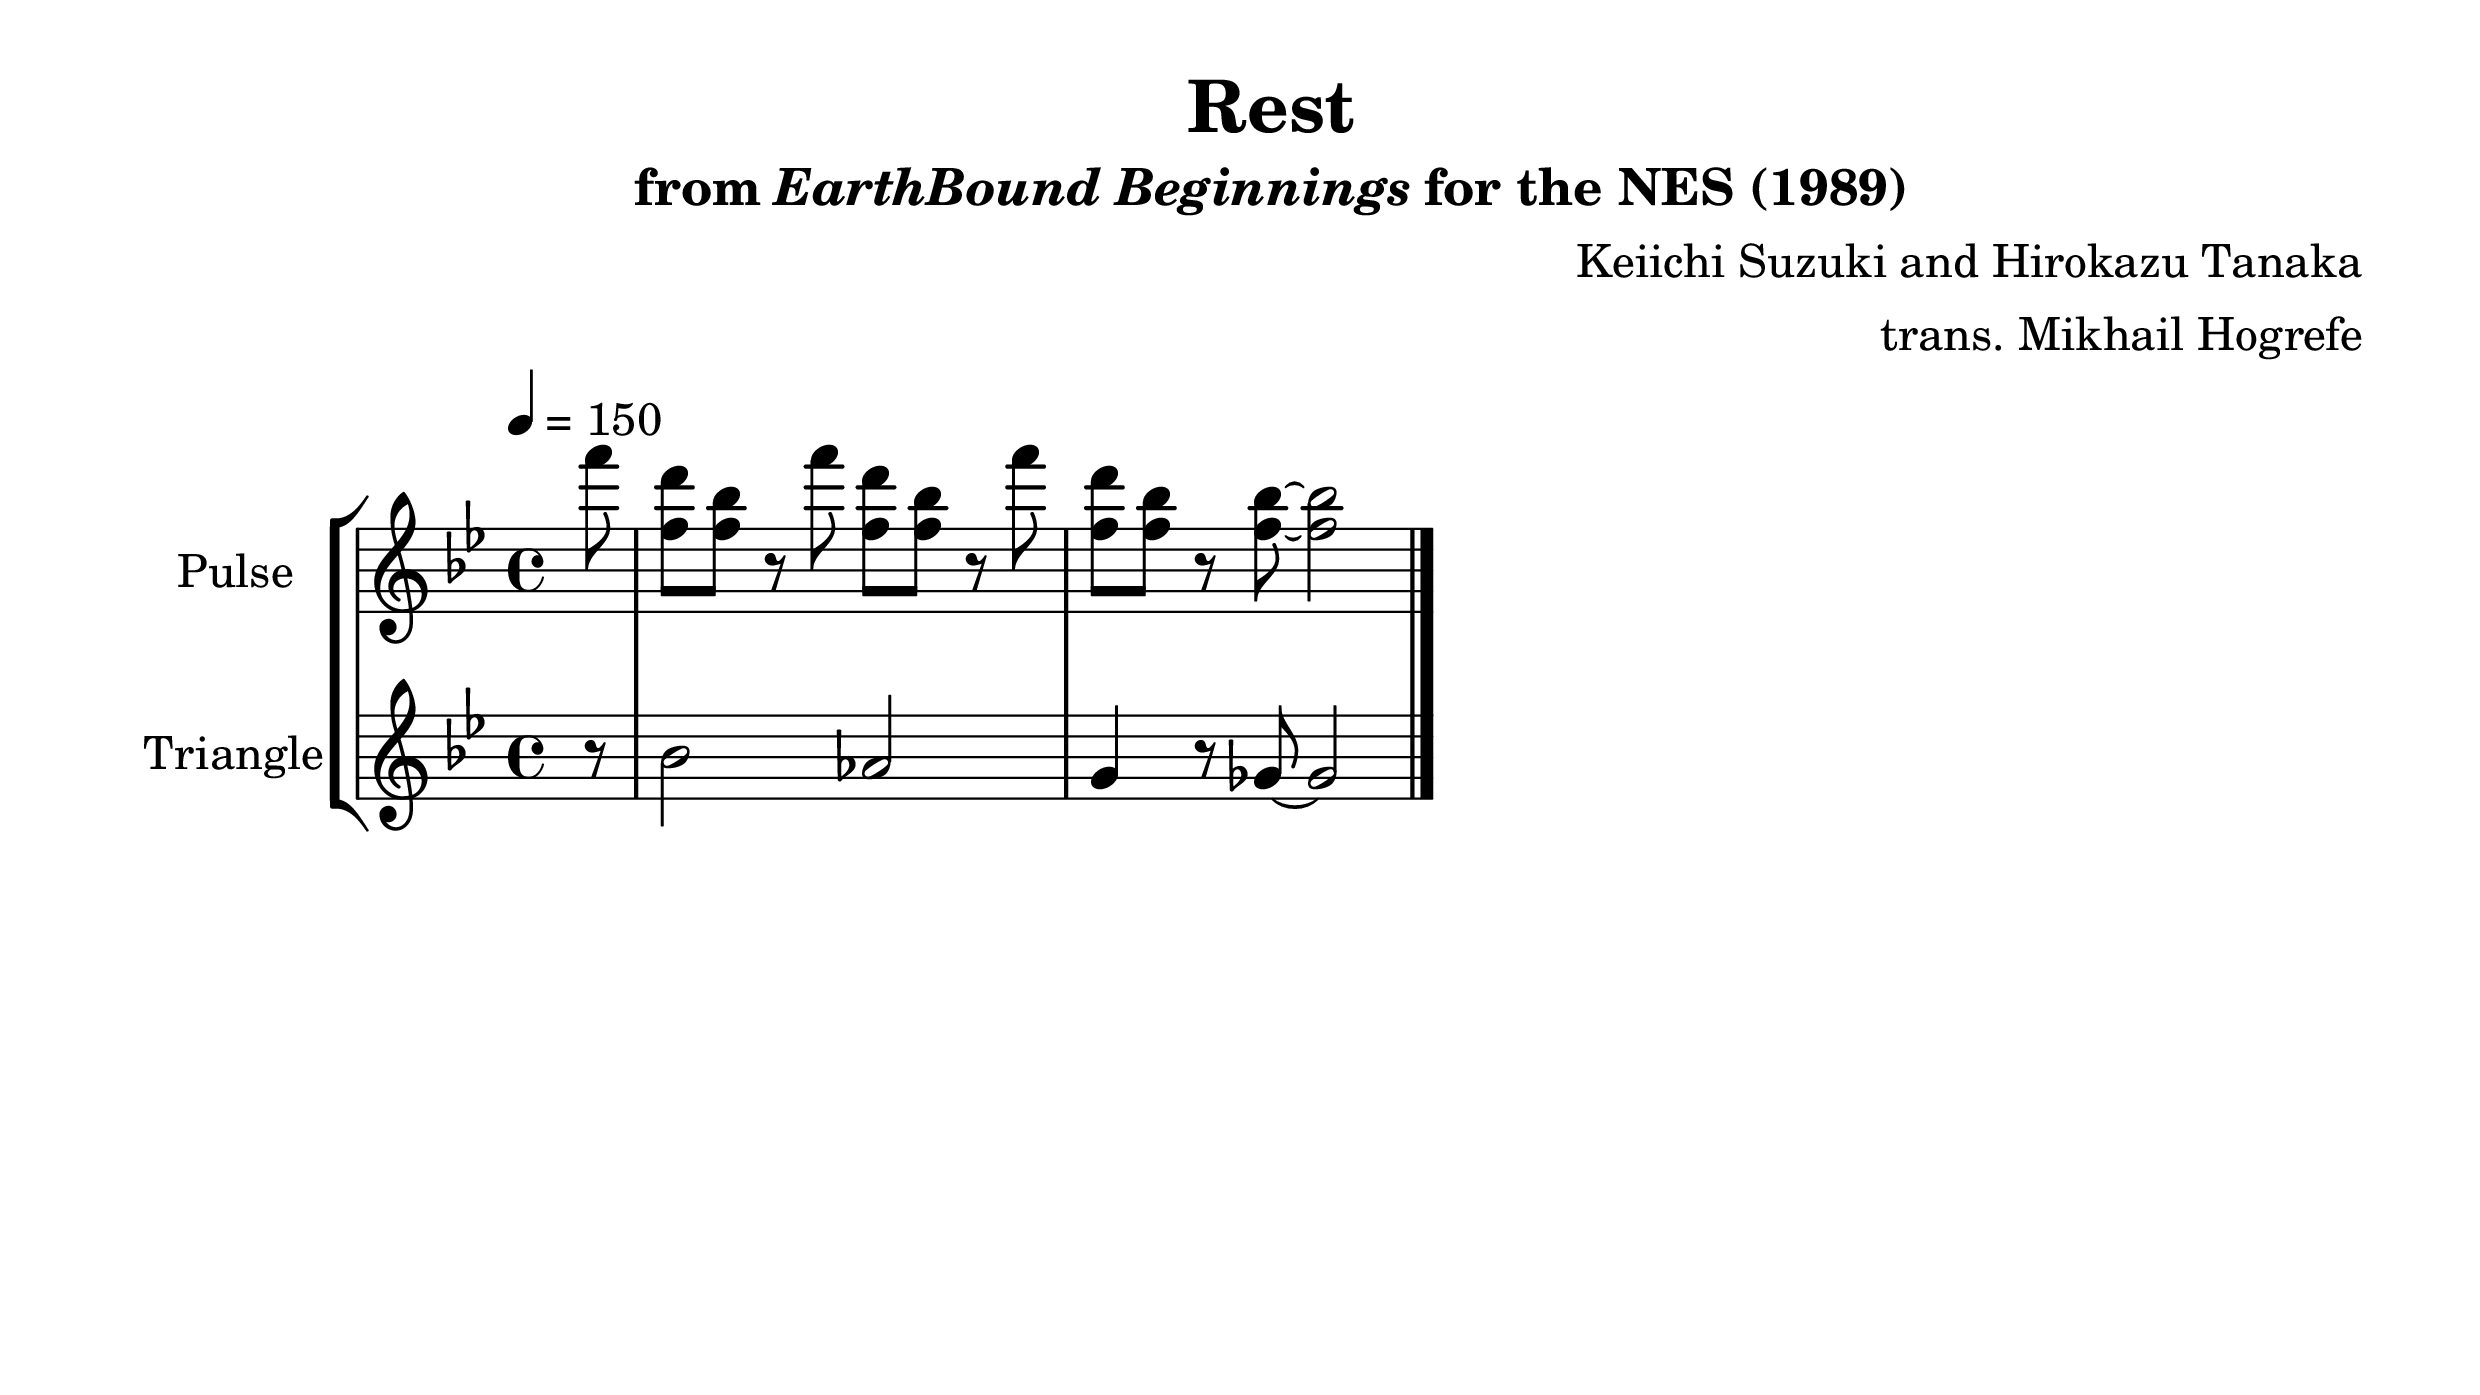 Rest
from EarthBound Beginnings for the NES (1989)
Keiichi Suzuki and Hirokazu Tanaka
trans. Mikhail Hogrefe
= 150
Pulse
Triangle